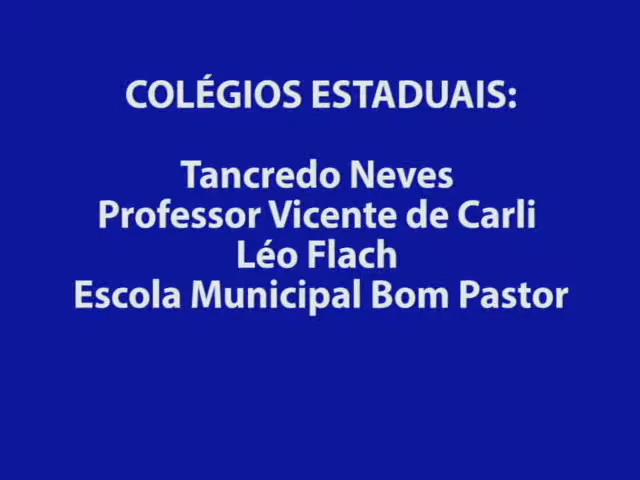 COLÉGIOS ESTADUAIS:
Tancredo Neves
Professor Vicente de Carli
Léo Flach
Escola Municipal Bom Pastor